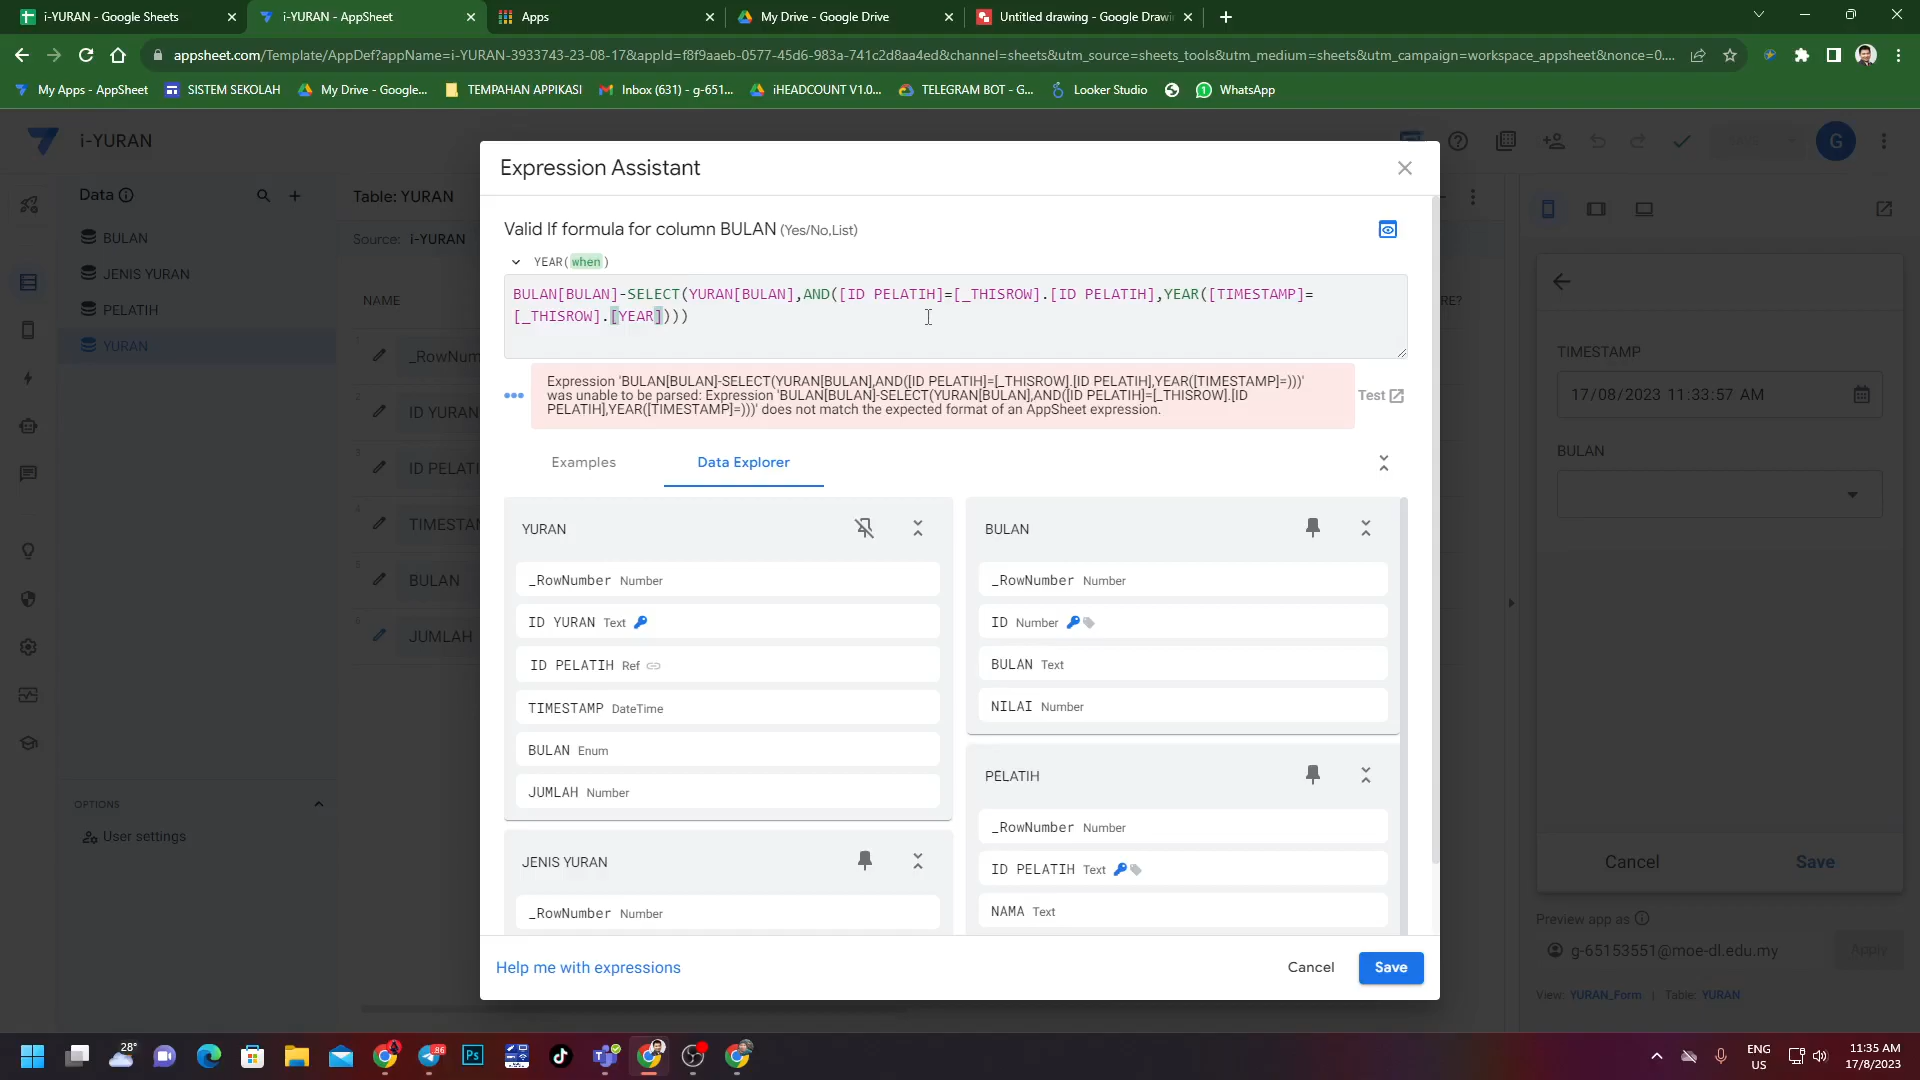 i-YURAN - Google Sheets
i-YURAN - AppSheet
Apps
My Drive - Google Drive
Untitled drawing - Google Drawi
appsheet.com/Template/AppDef?appName=i-YURAN-3933743-23-08-17&appId=f8f9aaeb-0577-45d6-983a-741c2d8aa4ed&channel=sheets&utm_source=sheets_tools&utm_medium=sheets&utm_campaign=workspace_appsheet&nonce=0....
My Apps - AppSheet
SISTEM SEKOLAH
My Drive - Google...
TEMPAHAN APPIKASI
Inbox (631) - g-651...
iHEADCOUNT V1.0...
TELEGRAM BOT - G...
Looker Studio
WhatsApp
i-YURAN
G
Data
BULAN
JENIS YURAN
PELATIH
YURAN
Table: YURAN
Source: i-YURAN
NAME
_RowNum
ID YURAN
ID PELATI
TIMESTAM
BULAN
JUMLAH
1
2
3
4
5
6
OPTIONS
User settings
Expression Assistant
Valid If formula for column BULAN (Yes/No,List)
YEAR(when)
BULAN[BULAN]-SELECT(YURAN[BULAN],AND([ID PELATIH]=[_THISROW].[ID PELATIH],YEAR([TIMESTAMP]=
[_THISROW].[YEAR])))
Expression 'BULAN[BULAN]-SELECT(YURAN[BULAN],AND([ID PELATIH]=[_THISROW].[ID PELATIH],YEAR([TIMESTAMP]=)))'
was unable to be parsed: Expression 'BULAN[BULAN]-SELECT(YURAN[BULAN],AND([ID PELATIH]=[_THISROW].[ID
PELATIH],YEAR([TIMESTAMP]=)))' does not match the expected format of an AppSheet expression.
Test
Examples
Data Explorer
YURAN
_RowNumber Number
ID YURAN Text
ID PELATIH Ref
TIMESTAMP DateTime
BULAN Enum
JUMLAH Number
JENIS YURAN
_RowNumber Number
BULAN
_RowNumber Number
ID Number
BULAN Text
NILAI Number
PELATIH
_RowNumber Number
ID PELATIH Text
NAMA Text
Help me with expressions
Cancel
Save
RE?
TIMESTAMP
17/08/2023 11:33:57 AM
BULAN
Cancel
Save
Preview app as
g-65153551@moe-dl.edu.my
Apply
View: YURAN_Form | Table: YURAN
28°
86
ENG
US
11:35 AM
17/8/2023